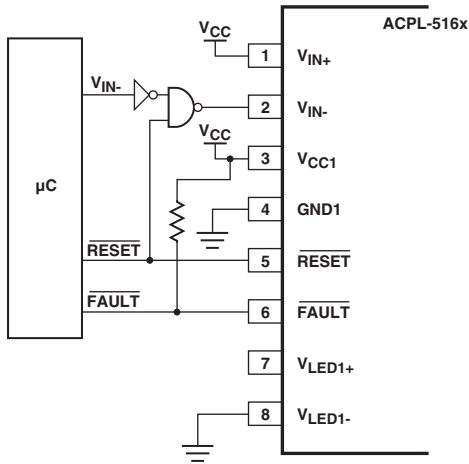 ACPL-516x
VCC
1 VIN+
VIN-
2 VIN-
VCC
3 VCC1
µC
4 GND1
RESET
5 RESET
FAULT
6 FAULT
7 VLED1+
8 VLED1-